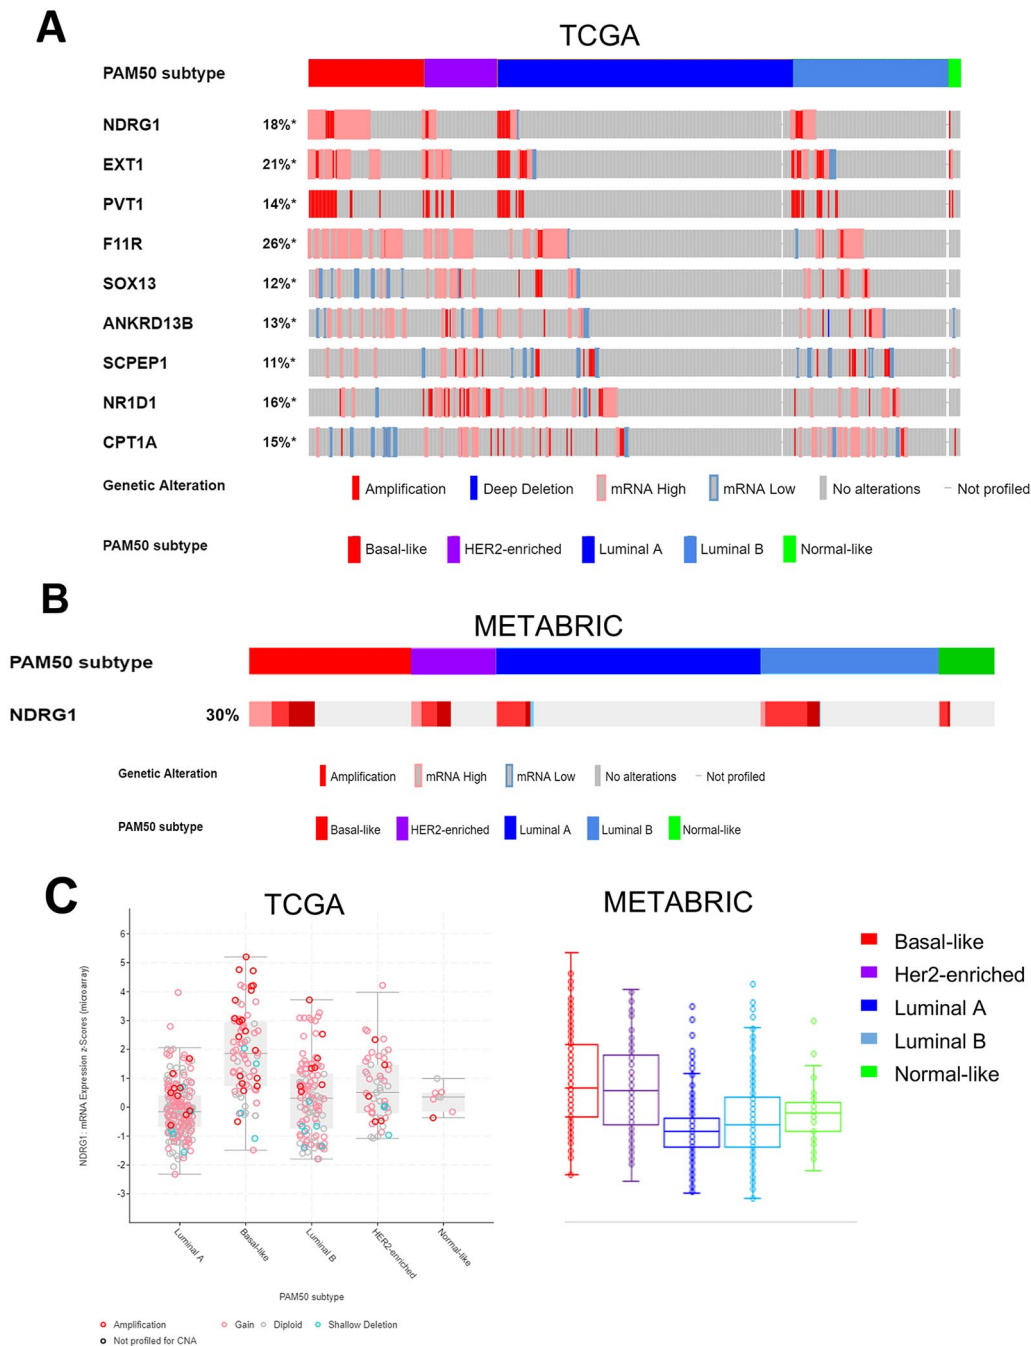 A
TCGA
PAM50 subtype
NDRG1 18%*
EXT1 21%*
PVT1 14%*
F11R 26%*
SOX13 12%*
ANKRD13B 13%*
SCPEP1 11%*
NR1D1 16%*
CPT1A 15%*
Genetic Alteration Amplification Deep Deletion mRNA High mRNA Low No alterations Not profiled
PAM50 subtype Basal-like HER2-enriched Luminal A Luminal B Normal-like
B
METABRIC
PAM50 subtype
NDRG1 30%
Genetic Alteration Amplification mRNA High mRNA Low No alterations Not profiled
PAM50 subtype Basal-like HER2-enriched Luminal A Luminal B Normal-like
C
TCGA
NDRG1: mRNA Expression z-Scores (microarray)
6
5
4
3
2
1
0
-1
-2
-3
Luminal A
Basal-like
Luminal B
HER2-enriched
Normal-like
PAM50 subtype
Amplification Gain Diploid Shallow Deletion
Not profiled for CNA
METABRIC
Basal-like
Her2-enriched
Luminal A
Luminal B
Normal-like